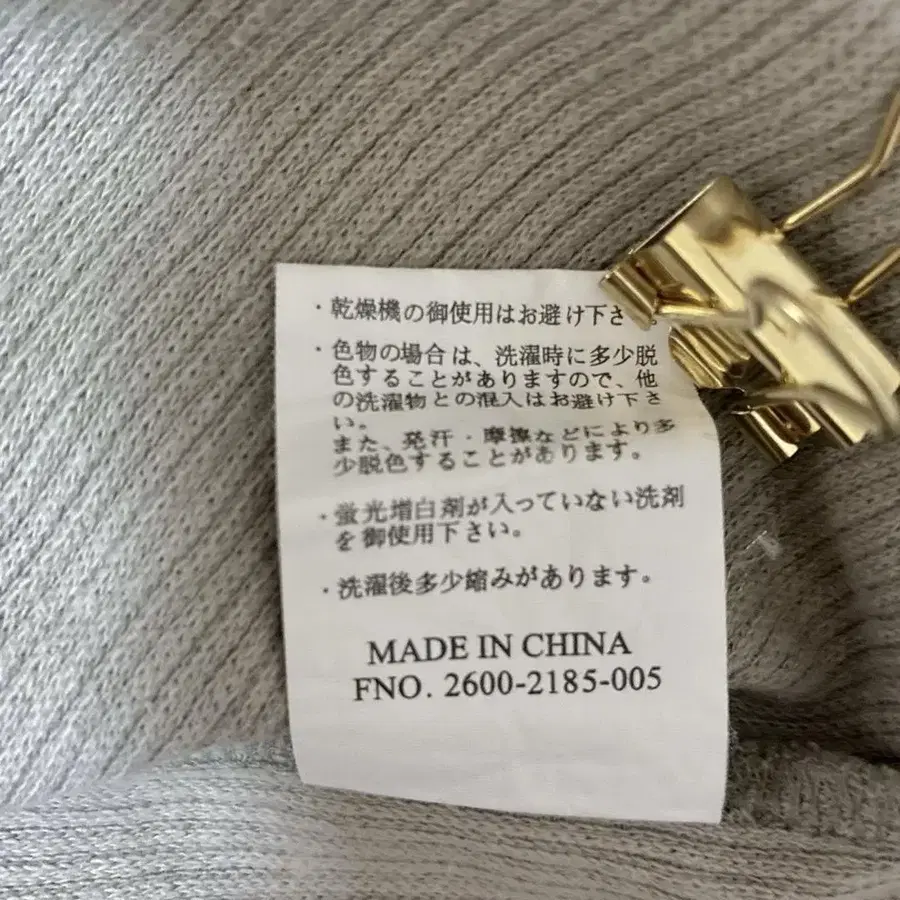 ・乾燥機の御使用はお避け下さ 。
・色物の場合は、洗濯時に多少脱
色することがありますので、他
の洗濯物との混入はお避け下さ
い。
また、発汗・摩擦などにより多
少脱色することがあります。
・蛍光増白剤が入っていない洗剤
を御使用下さい。
・洗濯後多少縮みがあります。
MADE IN CHINA
FNO. 2600-2185-005